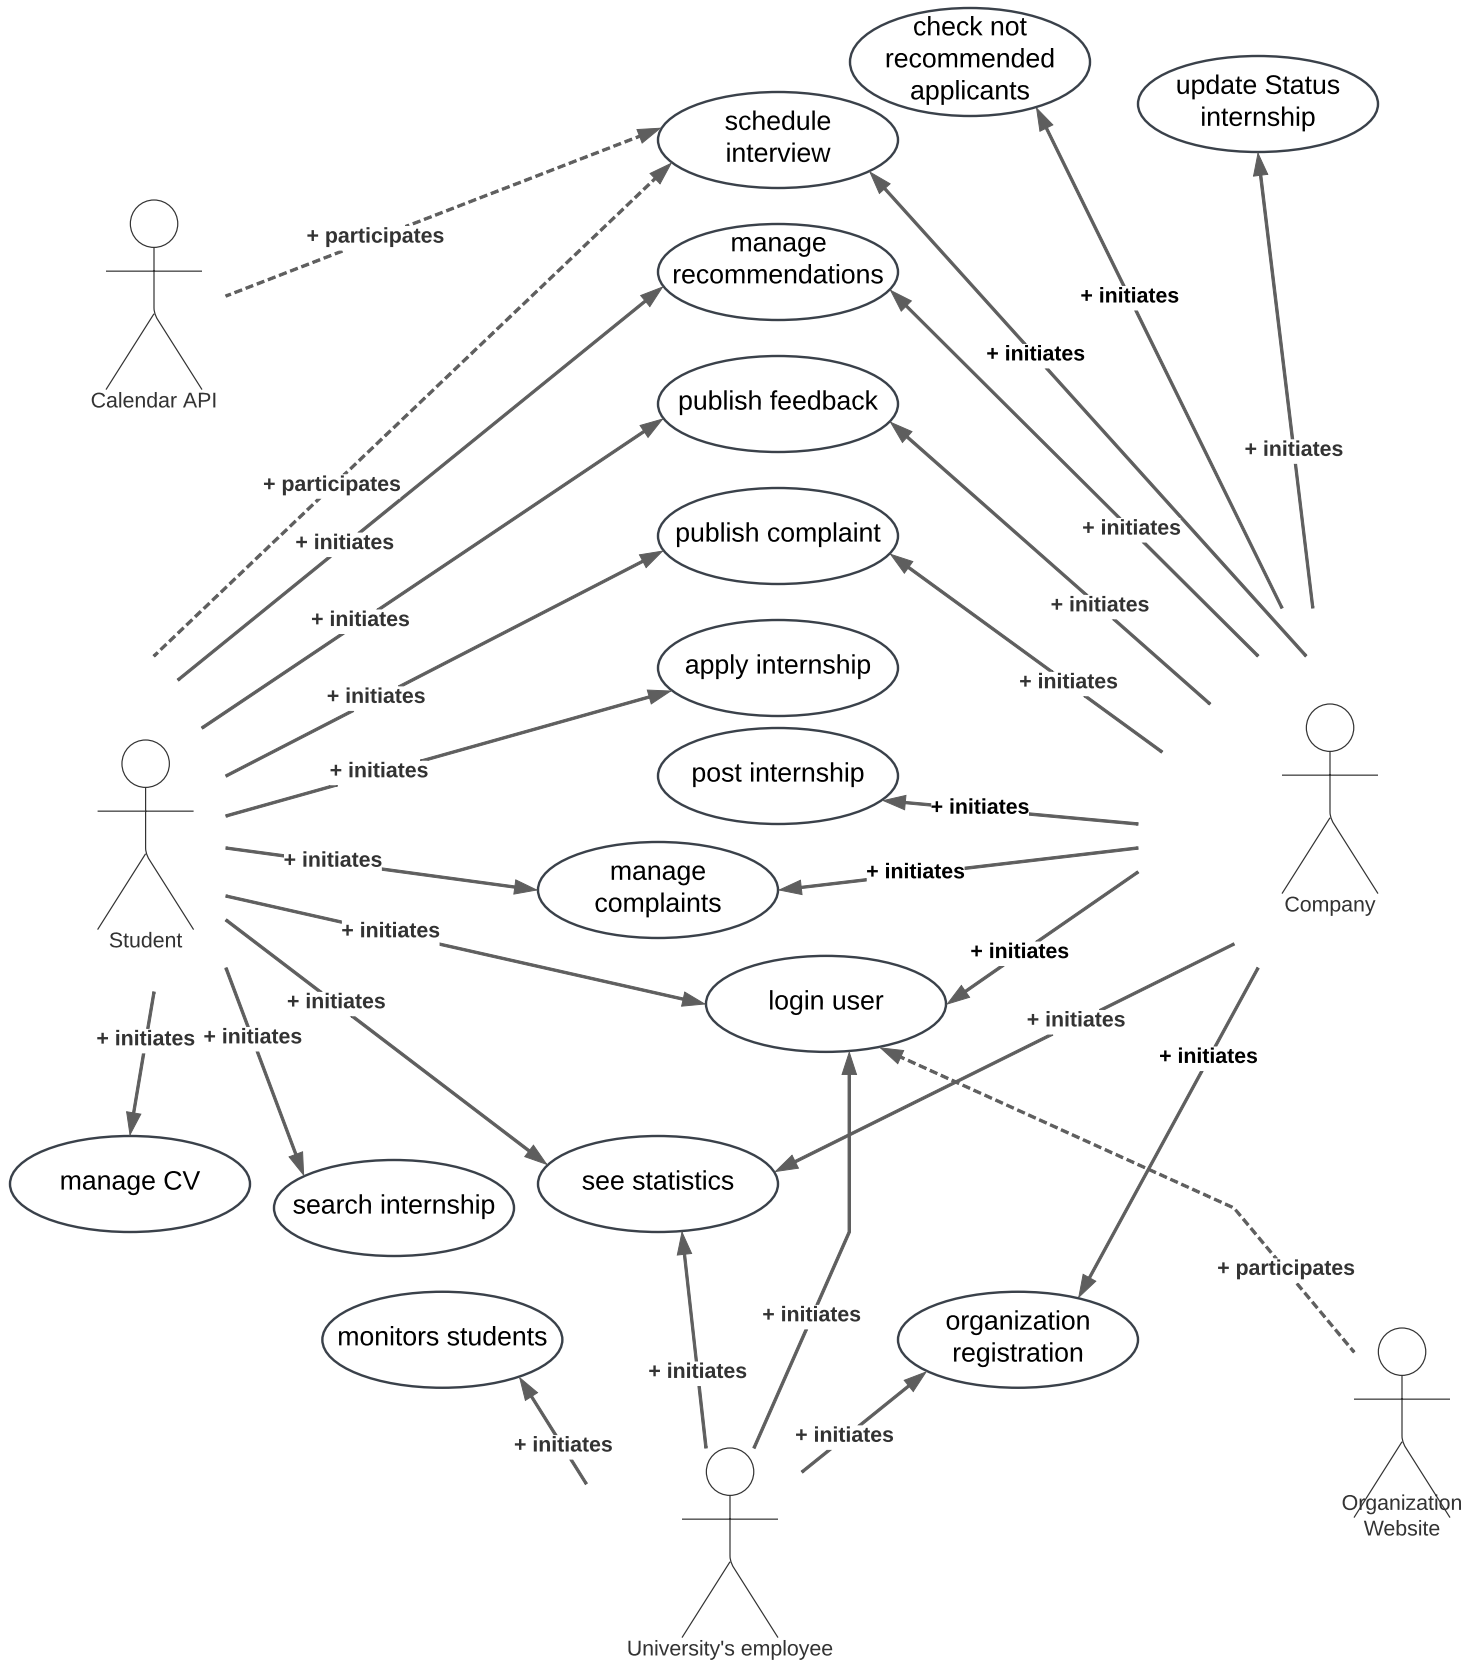 check not
recommended
applicants
update Status
internship
schedule
interview
+ participates
manage
recommendations
+ initiates
+ initiates
Calendar API
publish feedback
+ initiates
+ participates
publish complaint
+ initiates
+ initiates
+ initiates
+ initiates
apply internship
+ initiates
+ initiates
post internship
+ initiates
+ initiates
+ initiates
manage
complaints
+ initiates
Company
Student
+ initiates
+ initiates
login user
+ initiates
+ initiates
+ initiates
+ initiates
+ initiates
manage CV
search internship
see statistics
+ participates
+ initiates
organization
registration
monitors students
+ initiates
+ initiates
+ initiates
Organization
Website
University's employee